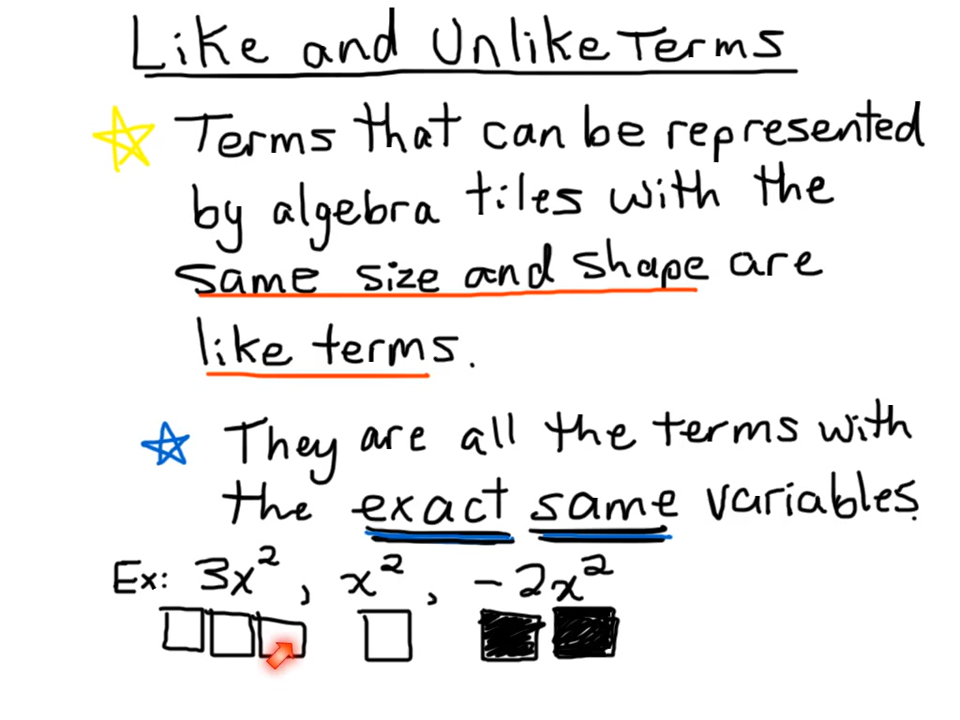 Like and Unlike Terms
Terms that can be represented
by algebra tiles with the
same size and shape are
like terms.
They are all the terms with
the exact same variables.
Ex: 3x², x², -2x²